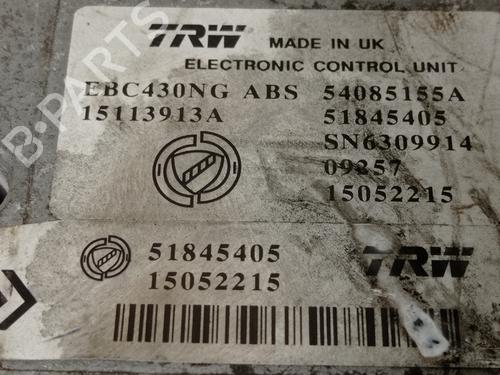 TRW MADE IN UK
ELECTRONIC CONTROL UNIT
EBC430NG ABS 54085155A
15113913A 51845405
SN6309914
09257
15052215
51845405 TRW
15052215
B-PARTS